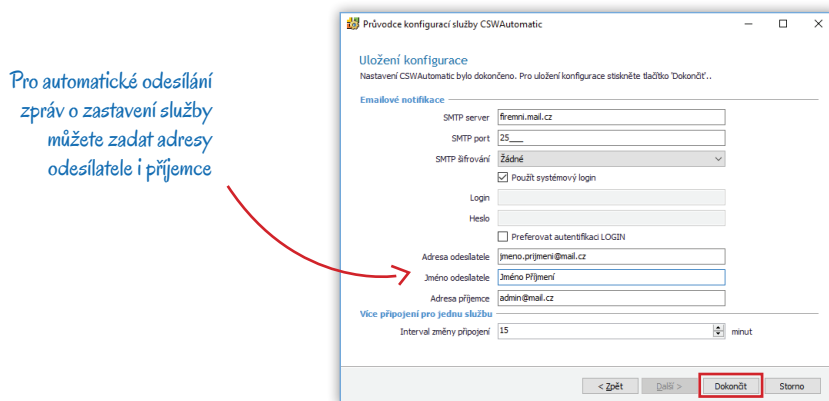 Průvodce konfigurací služby CSWAutomatic
Uložení konfigurace
Nastavení CSWAutomatic bylo dokončeno. Pro uložení konfigurace stiskněte tlačítko 'Dokončit'..
Pro automatické odesílání
zpráv o zastavení služby
můžete zadat adresy
odesílatele i příjemce
Emailové notifikace
SMTP server firemni.mail.cz
SMTP port 25___
SMTP šifrování Žádné
Použít systémový login
Login
Heslo
Preferovat autentifikaci LOGIN
Adresa odesílatele jmeno.prijmeni@mail.cz
Jméno odesílatele Jméno Příjmení
Adresa příjemce admin@mail.cz
Více připojení pro jednu službu
Interval změny připojení 15 minut
< Zpět Další > Dokončit Storno